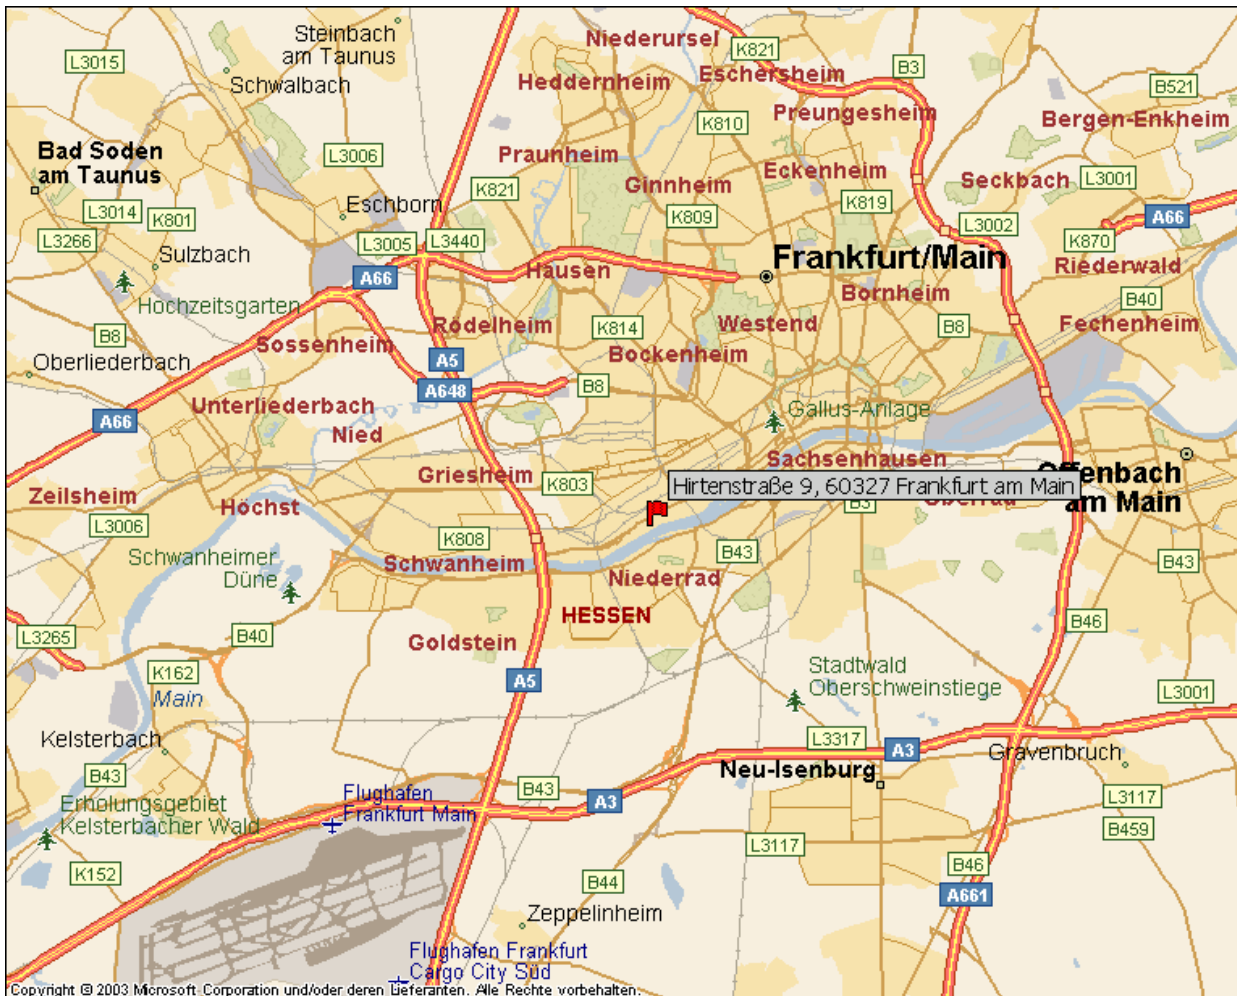 Steinbach
am Taunus
L3015
Schwalbach
Niederursel
K821
Eschersheim
B3
Heddernheim
Preungesheim
B521
Bergen-Enkheim
K810
Bad Soden
am Taunus
L3006
Praunheim
Ginnheim
Eckenheim
Seckbach
L3001
K821
L3014
K801
Eschborn
K809
K819
A66
L3266
L3005
L3440
L3002
K870
Sulzbach
Frankfurt/Main
Riederwald
A66
Hausen
Bornheim
B40
Hochzeitsgarten
Rödelheim
K814
Westend
B8
Fechenheim
B8
Sossenheim
Bockenheim
Oberliederbach
A5
A648
B8
Unterliederbach
Gallus-Anlage
A66
Nied
Sachsenhausen
Griesheim
K803
Offenbach
am Main
Hirtenstraße 9, 60327 Frankfurt am Main
Zeilsheim
Höchst
B3
Oberrad
L3006
K808
B43
B43
Schwanheimer
Düne
Schwanheim
Niederrad
HESSEN
B46
L3265
B40
Goldstein
K162
A5
Stadtwald
Oberschweinstiege
L3001
Main
Kelsterbach
L3317
A3
Gravenbruch
Neu-Isenburg
B43
Flughafen
Frankfurt Main
B43
A3
L3117
Erholungsgebiet
Kelsterbacher Wald
B459
L3117
K152
B44
B46
A661
Zeppelinheim
Flughafen Frankfurt
Cargo City Süd
Copyright © 2003 Microsoft Corporation und/oder deren Lieferanten. Alle Rechte vorbehalten.